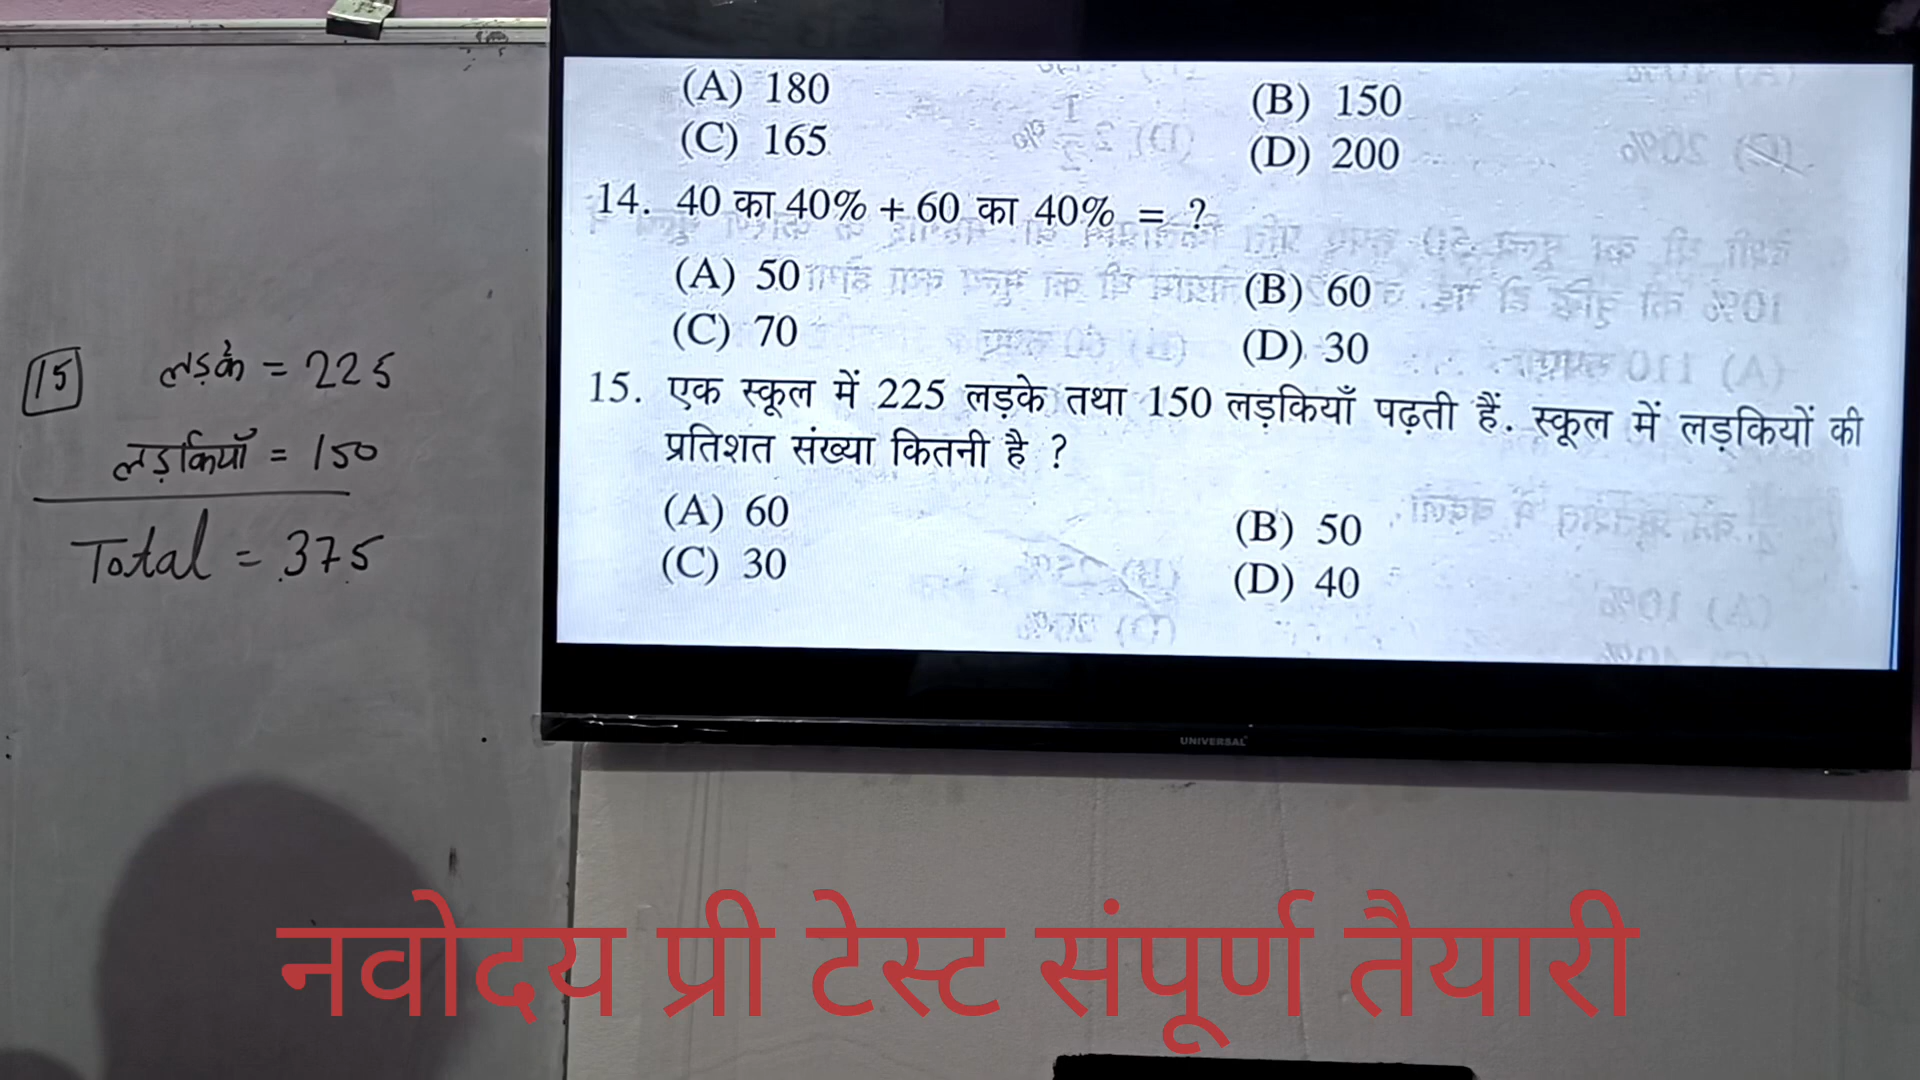 (A) 180 (B) 150
(C) 165 (D) 200
14. 40 का 40% + 60 का 40% = ?
(A) 50 (B) 60
(C) 70 (D) 30
15. एक स्कूल में 225 लड़के तथा 150 लड़कियाँ पढ़ती हैं. स्कूल में लड़कियों की
प्रतिशत संख्या कितनी है ?
(A) 60 (B) 50
(C) 30 (D) 40
15 लड़के = 225
लड़कियाँ = 150
Total = 375
UNIVERSAL
नवोदय प्री टेस्ट संपूर्ण तैयारी